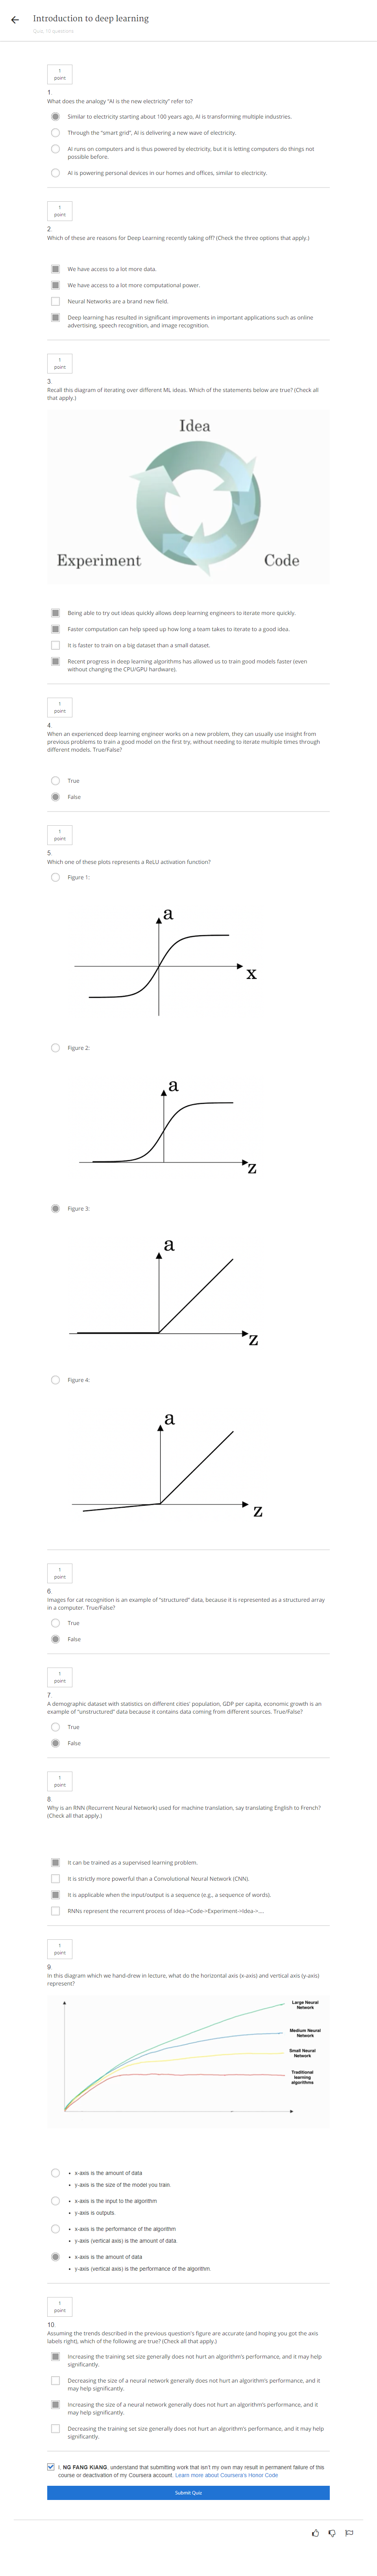 Introduction to deep learning
Quiz, 10 questions
1
point
1.
What does the analogy "AI is the new electricity" refer to?
Similar to electricity starting about 100 years ago, AI is transforming multiple industries.
Through the "smart grid", AI is delivering a new wave of electricity.
AI runs on computers and is thus powered by electricity, but it is letting computers do things not
possible before.
AI is powering personal devices in our homes and offices, similar to electricity.
1
point
2.
Which of these are reasons for Deep Learning recently taking off? (Check the three options that apply.)
We have access to a lot more data.
We have access to a lot more computational power.
Neural Networks are a brand new field.
Deep learning has resulted in significant improvements in important applications such as online
advertising, speech recognition, and image recognition.
1
point
3.
Recall this diagram of iterating over different ML ideas. Which of the statements below are true? (Check all
that apply.)
Idea
Experiment
Code
Being able to try out ideas quickly allows deep learning engineers to iterate more quickly.
Faster computation can help speed up how long a team takes to iterate to a good idea.
It is faster to train on a big dataset than a small dataset.
Recent progress in deep learning algorithms has allowed us to train good models faster (even
without changing the CPU/GPU hardware).
1
point
4.
When an experienced deep learning engineer works on a new problem, they can usually use insight from
previous problems to train a good model on the first try, without needing to iterate multiple times through
different models. True/False?
True
False
1
point
5.
Which one of these plots represents a ReLU activation function?
Figure 1:
a
x
Figure 2:
a
z
Figure 3:
a
z
Figure 4:
a
z
1
point
6.
Images for cat recognition is an example of "structured" data, because it is represented as a structured array
in a computer. True/False?
True
False
1
point
7.
A demographic dataset with statistics on different cities' population, GDP per capita, economic growth is an
example of "unstructured" data because it contains data coming from different sources. True/False?
True
False
1
point
8.
Why is an RNN (Recurrent Neural Network) used for machine translation, say translating English to French?
(Check all that apply.)
It can be trained as a supervised learning problem.
It is strictly more powerful than a Convolutional Neural Network (CNN).
It is applicable when the input/output is a sequence (e.g., a sequence of words).
RNNs represent the recurrent process of Idea->Code->Experiment->Idea->....
1
point
9.
In this diagram which we hand-drew in lecture, what do the horizontal axis (x-axis) and vertical axis (y-axis)
represent?
Large Neural
Network
Medium Neural
Network
Small Neural
Network
Traditional
learning
algorithms
• x-axis is the amount of data
• y-axis is the size of the model you train.
• x-axis is the input to the algorithm
• y-axis is outputs.
• x-axis is the performance of the algorithm
• y-axis (vertical axis) is the amount of data.
• x-axis is the amount of data
• y-axis (vertical axis) is the performance of the algorithm.
1
point
10.
Assuming the trends described in the previous question's figure are accurate (and hoping you got the axis
labels right), which of the following are true? (Check all that apply.)
Increasing the training set size generally does not hurt an algorithm's performance, and it may help
significantly.
Decreasing the size of a neural network generally does not hurt an algorithm's performance, and it
may help significantly.
Increasing the size of a neural network generally does not hurt an algorithm's performance, and it
may help significantly.
Decreasing the training set size generally does not hurt an algorithm's performance, and it may help
significantly.
I, NG FANG KIANG, understand that submitting work that isn't my own may result in permanent failure of this
course or deactivation of my Coursera account. Learn more about Coursera's Honor Code
Submit Quiz